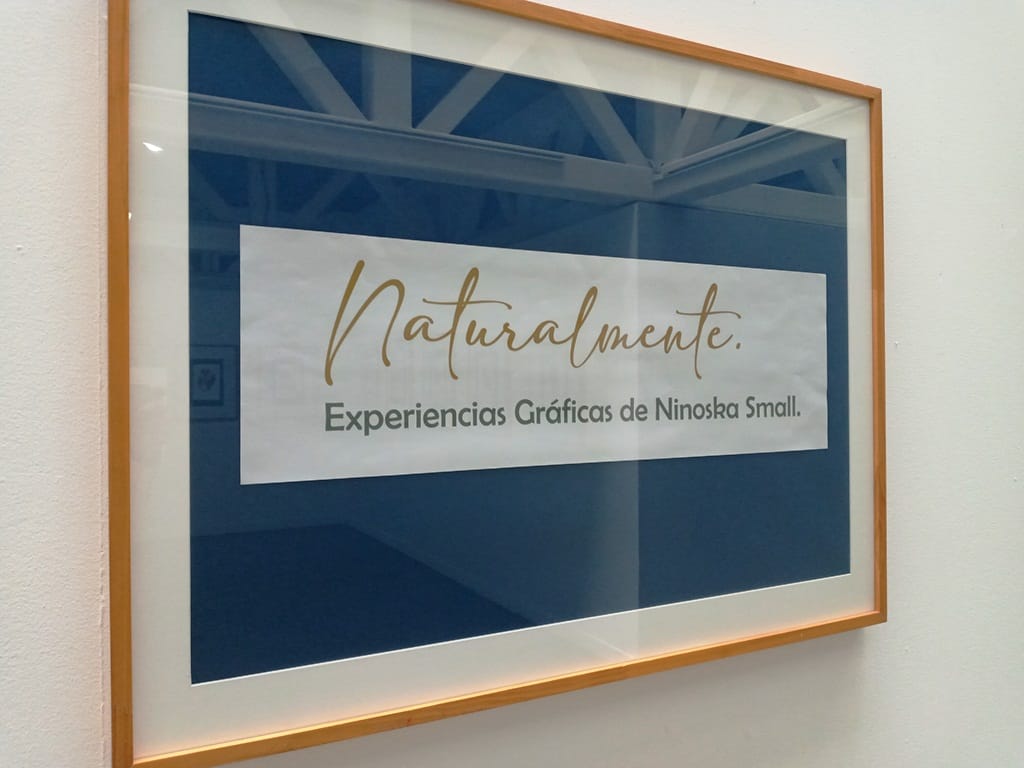 Naturalmente.
Experiencias Gráficas de Ninoska Small.